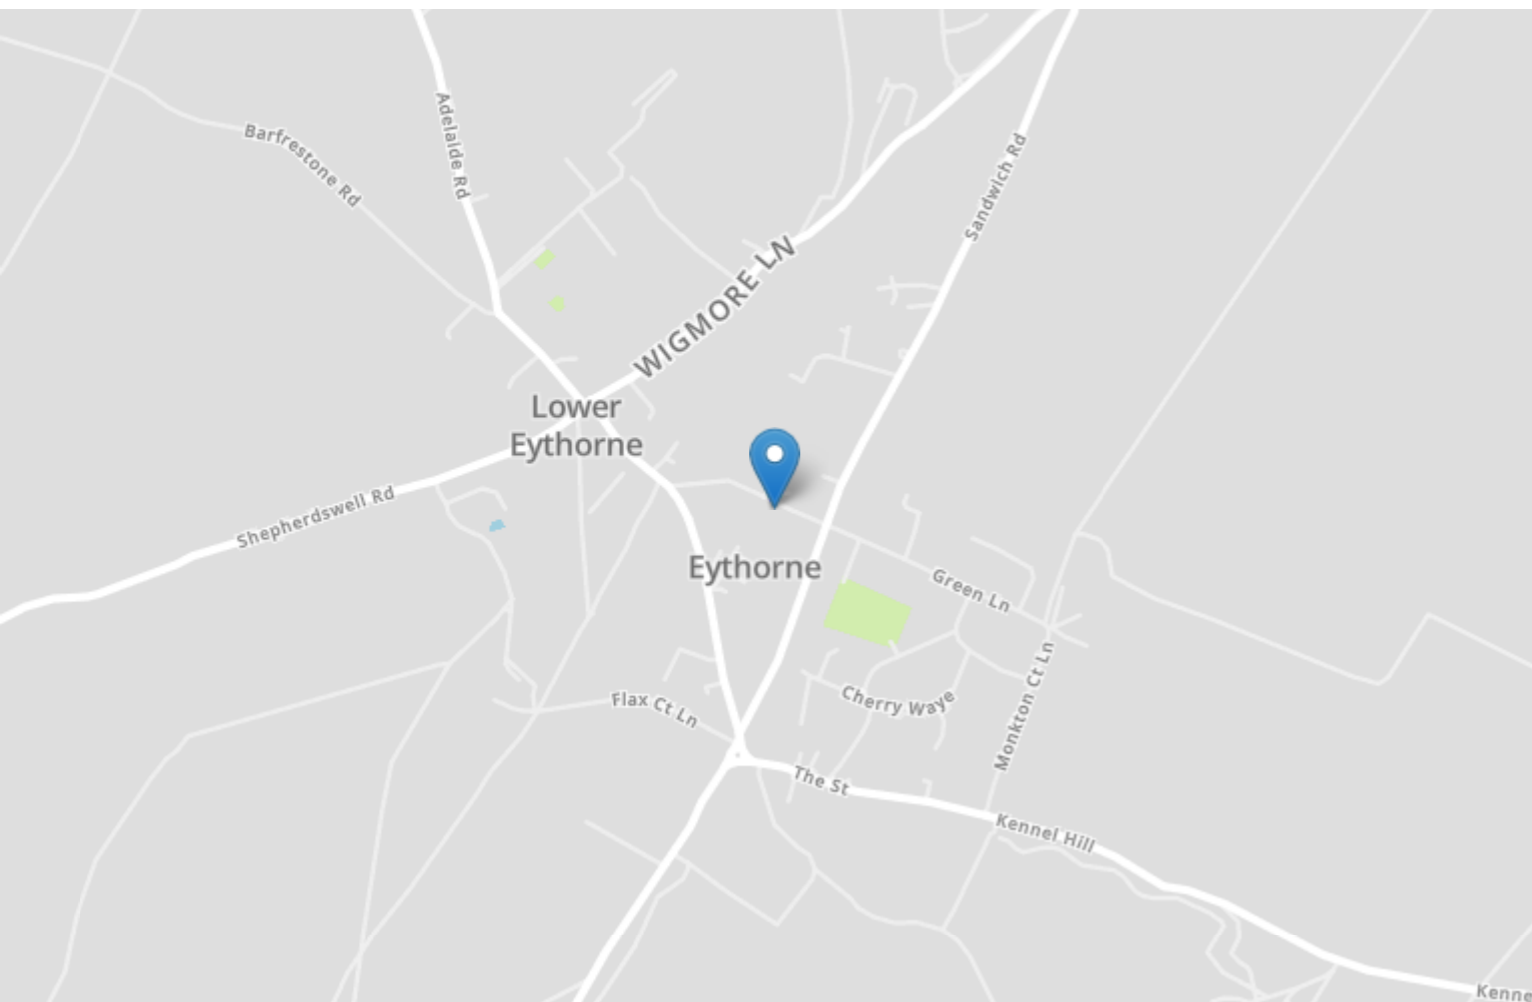 Adelaide Rd
Barfrestone Rd
Sandwich Rd
WIGMORE LN
Lower
Eythorne
Shepherdswell Rd
Eythorne
Green Ln
Flax Ct Ln
Cherry Waye
Monkton Ct Ln
The St
Kennel Hill
Kenne